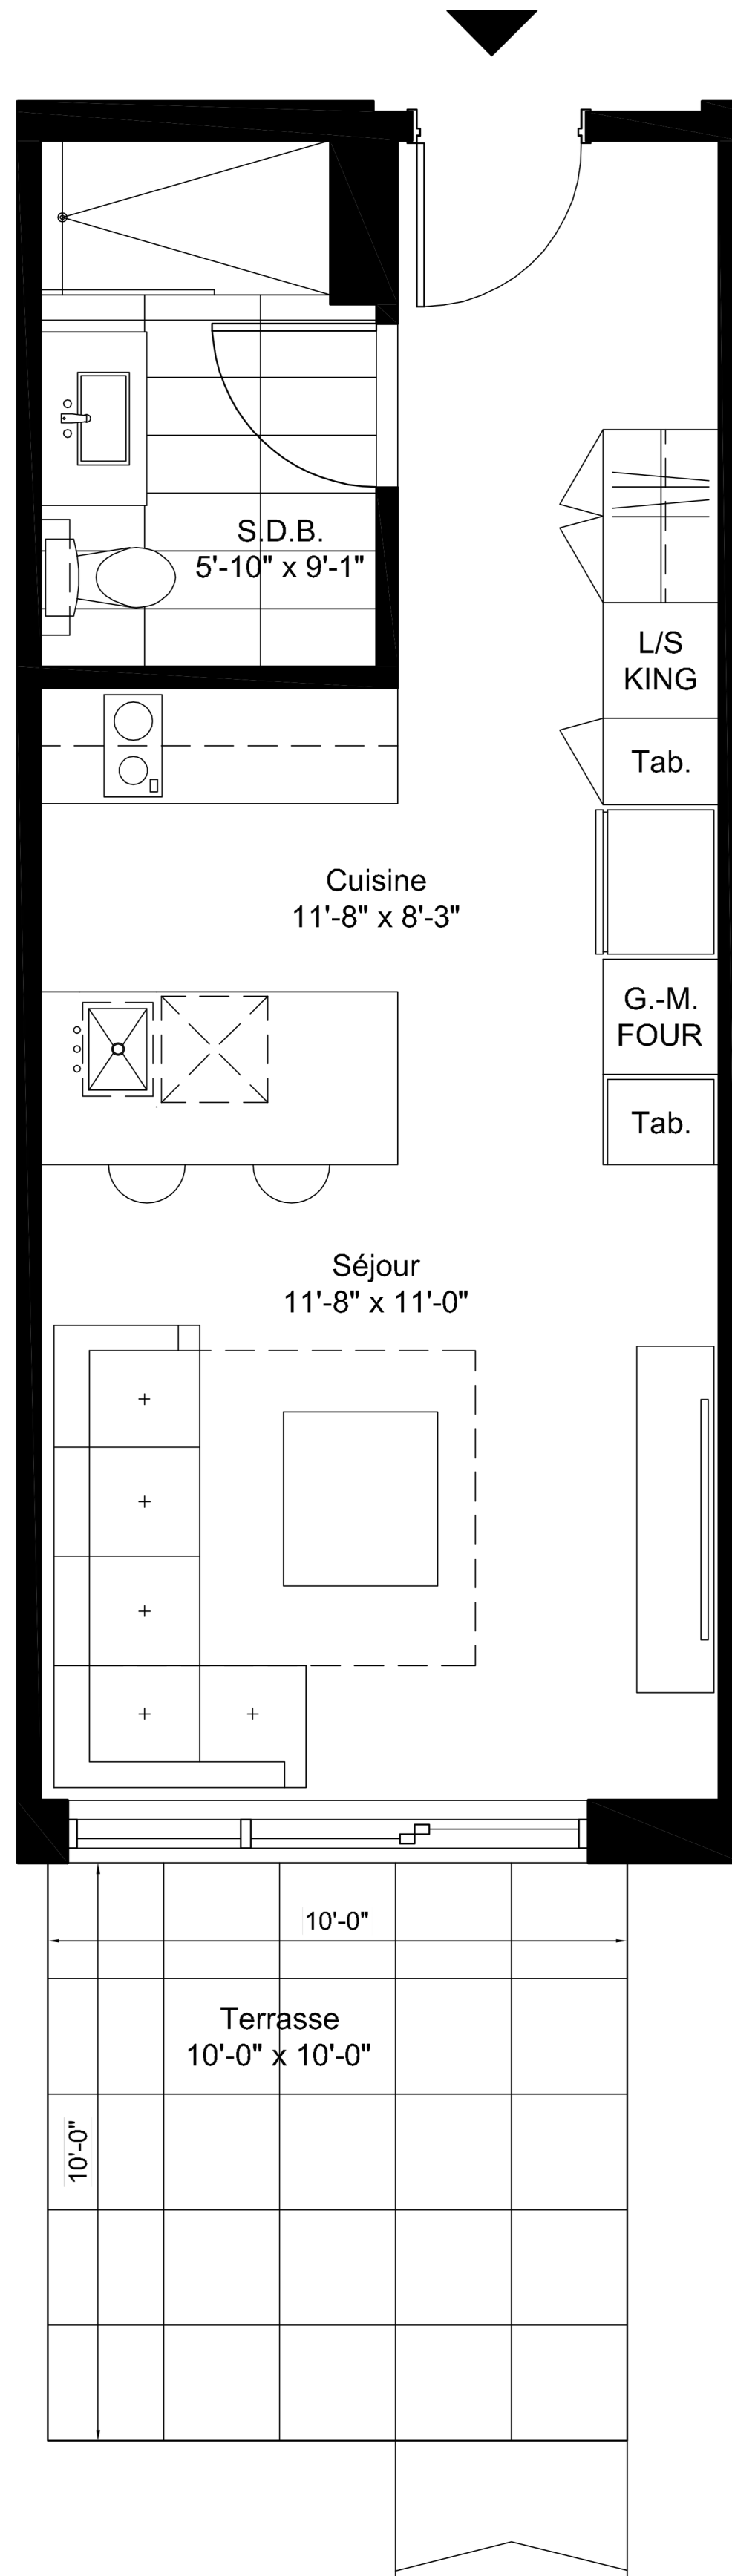 S.D.B.
5'-10" x 9'-1"
L/S
KING
Tab.
Cuisine
11'-8" x 8'-3"
G.-M.
FOUR
Tab.
Séjour
11'-8" x 11'-0"
10'-0"
Terrasse
10'-0" x 10'-0"
10'-0"